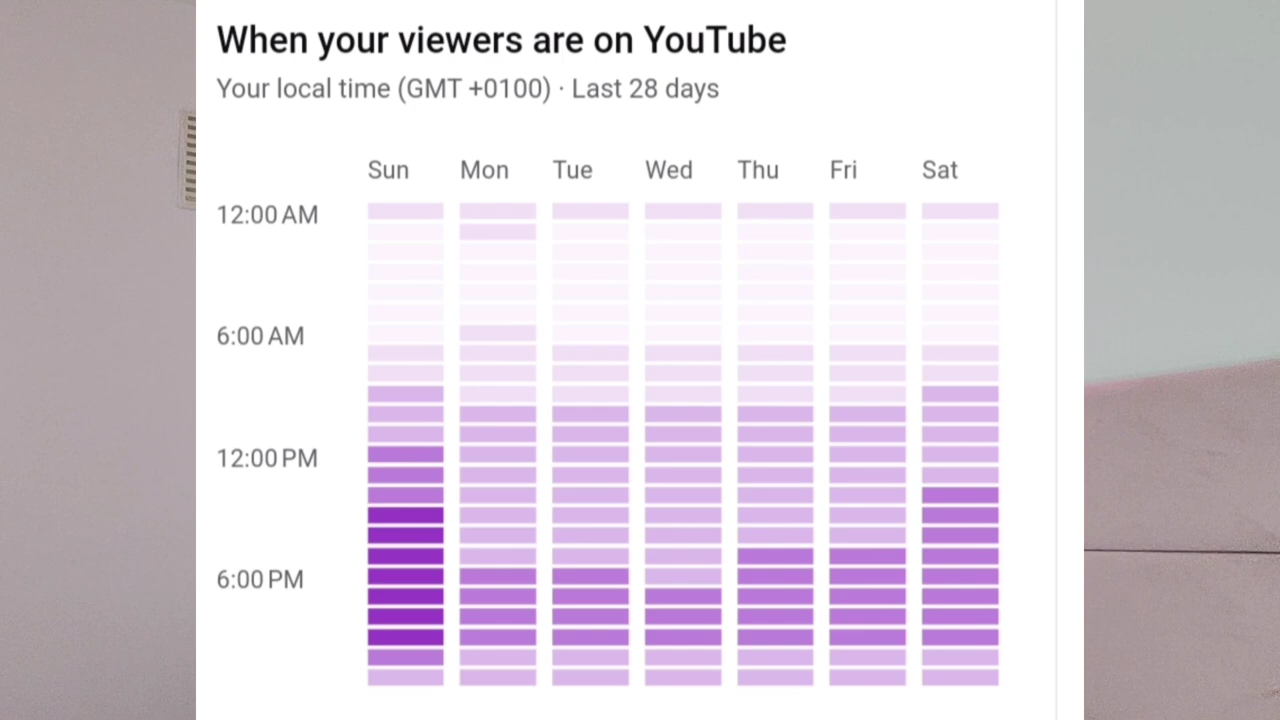 When your viewers are on YouTube
Your local time (GMT +0100) · Last 28 days
Sun Mon Tue Wed Thu Fri Sat
12:00 AM
6:00 AM
12:00 PM
6:00 PM